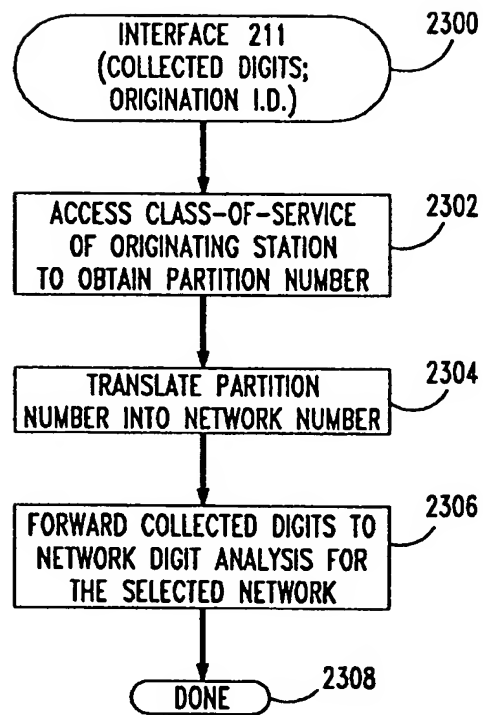 INTERFACE 211
(COLLECTED DIGITS;
ORIGINATION I.D.)
2300
ACCESS CLASS-OF-SERVICE
OF ORIGINATING STATION
TO OBTAIN PARTITION NUMBER
2302
TRANSLATE PARTITION
NUMBER INTO NETWORK NUMBER
2304
FORWARD COLLECTED DIGITS TO
NETWORK DIGIT ANALYSIS FOR
THE SELECTED NETWORK
2306
DONE
2308